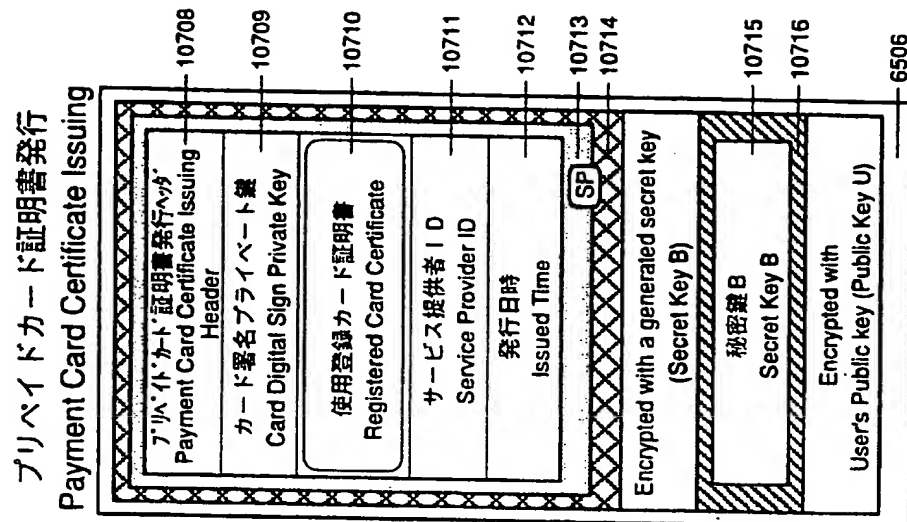 プリペイドカード証明書発行
Payment Card Certificate Issuing
プリペイドカード証明書発行ヘッダ
Payment Card Certificate Issuing
Header
10708
カード署名プライベート鍵
Card Digital Sign Private Key
10709
使用登録カード証明書
Registered Card Certificate
10710
サービス提供者ID
Service Provider ID
10711
発行日時
Issued Time
10712
SP
10713
10714
Encrypted with a generated secret key
(Secret Key B)
秘密鍵B
Secret Key B
10715
10716
Encrypted with
User's Public key (Public Key U)
6506